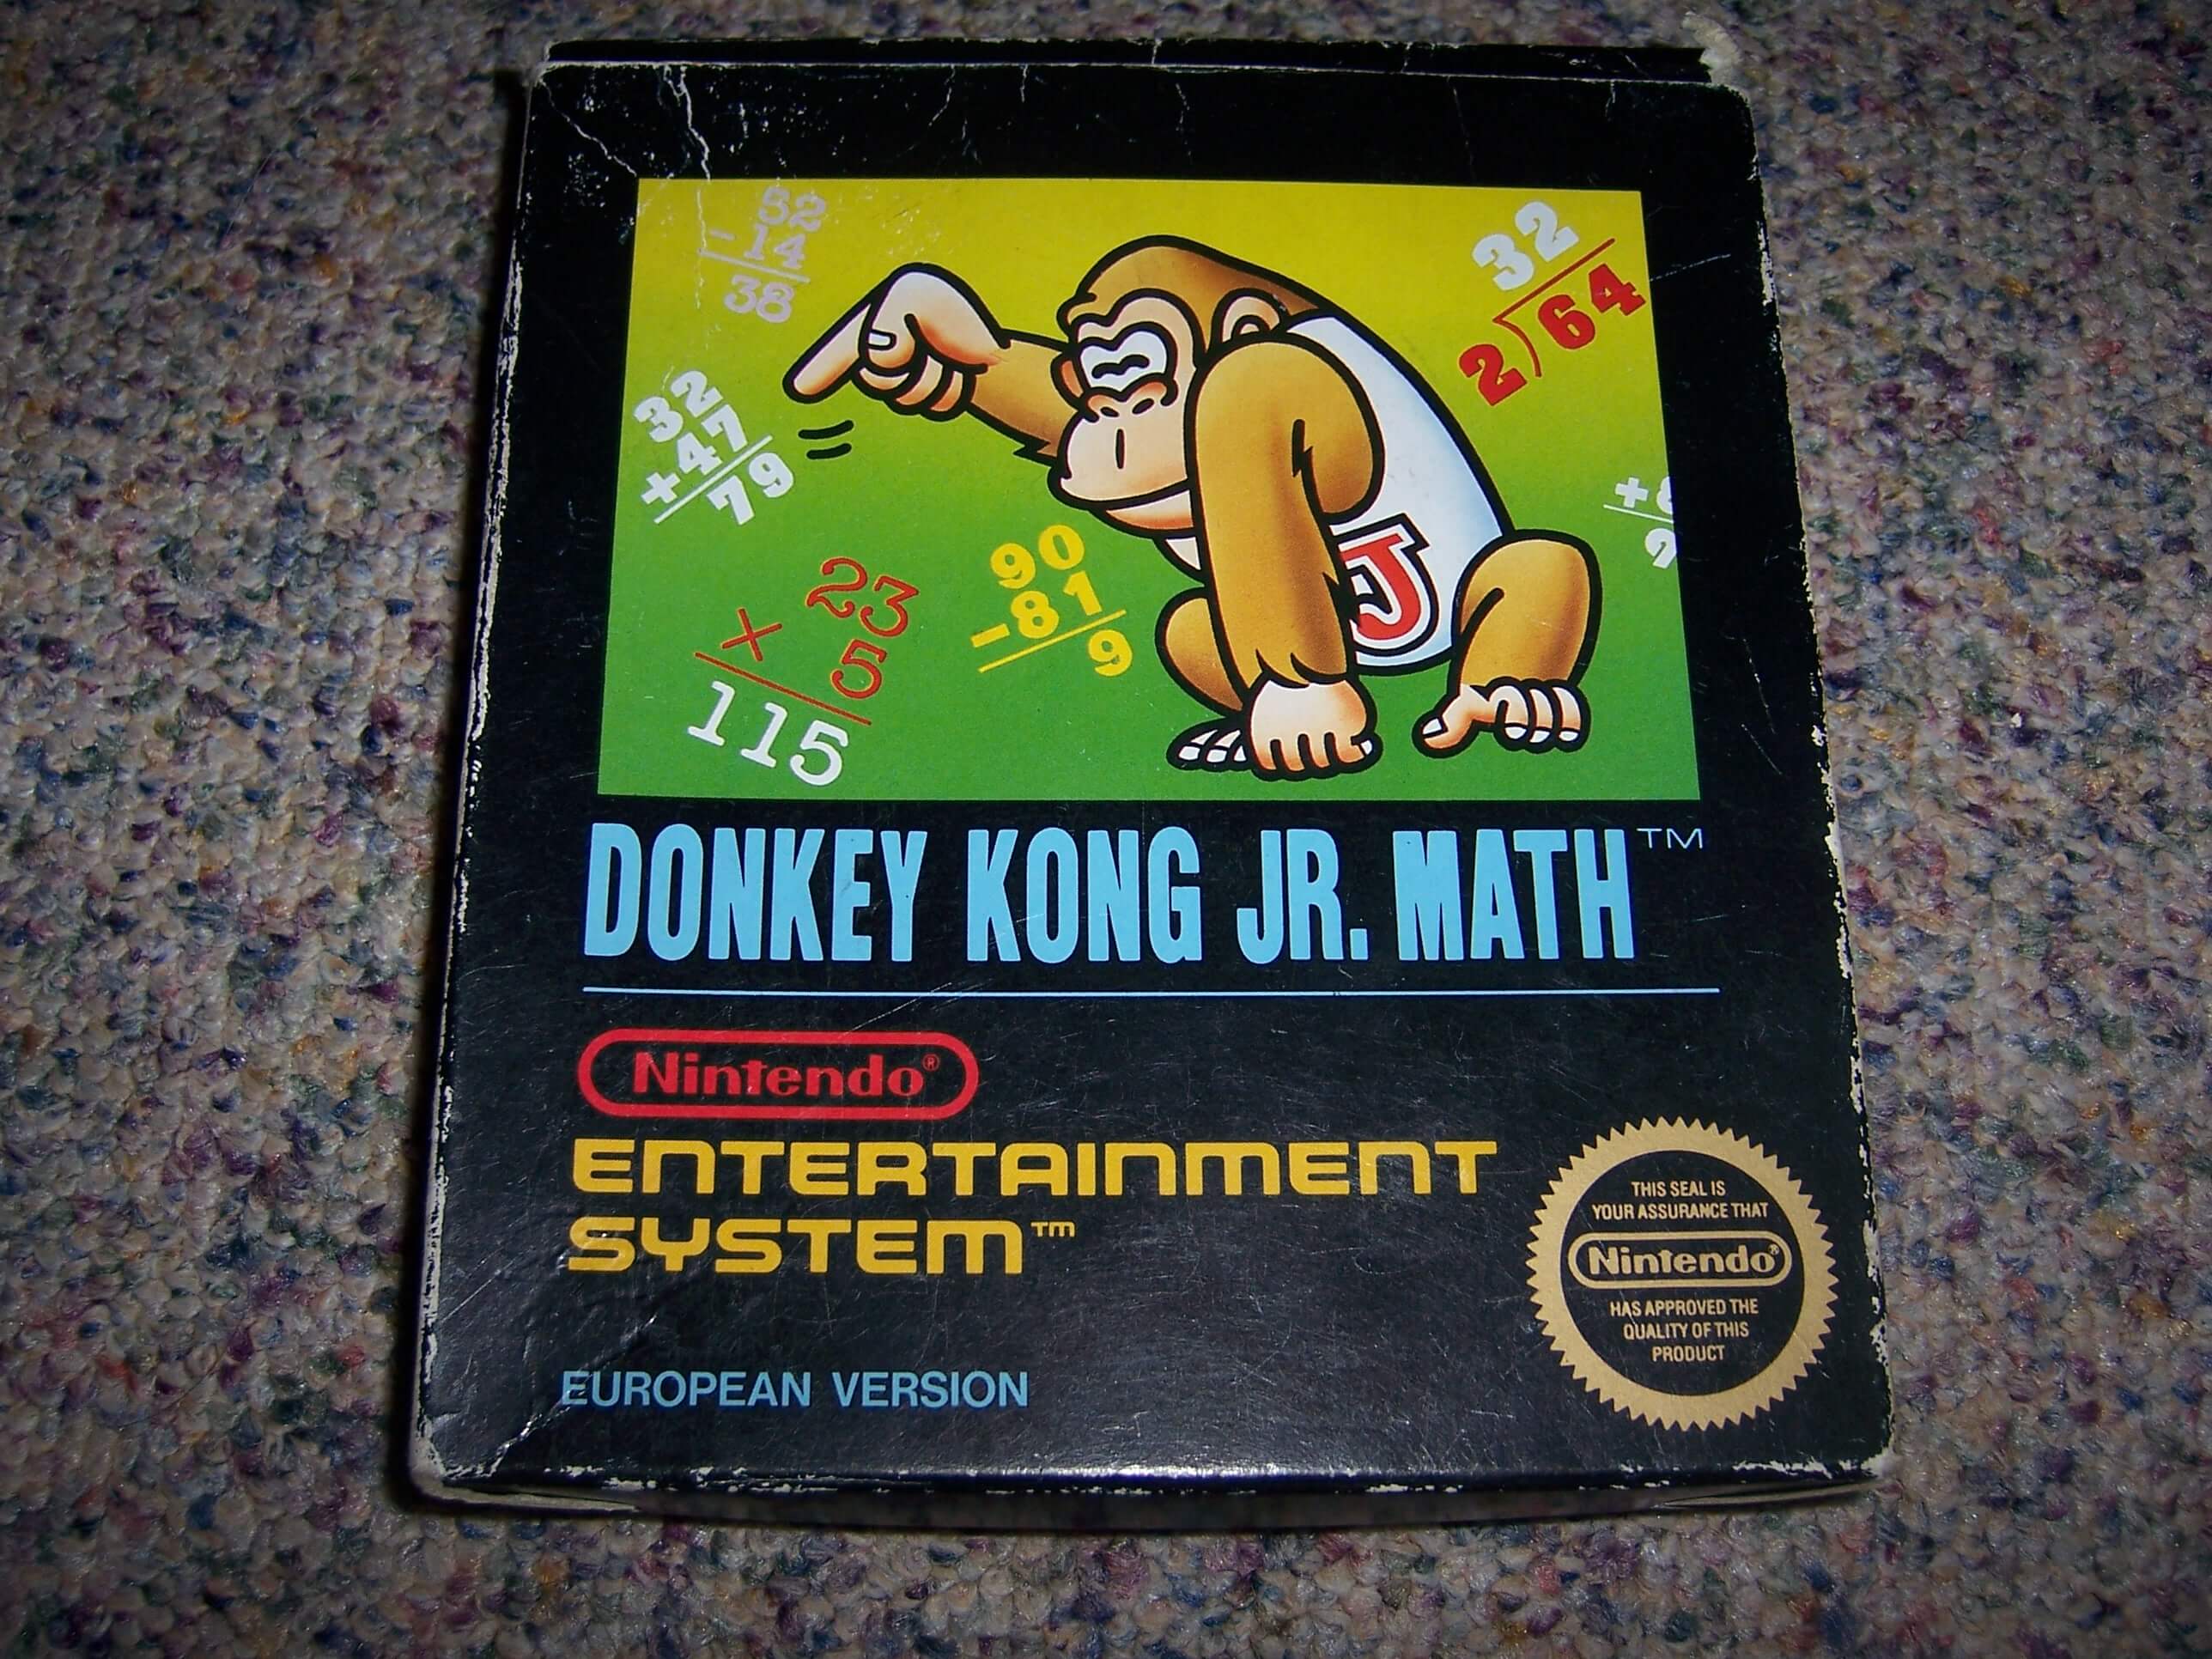 52
-14
38
32
+47
79
32
2)64
+
9
23
× 5
115
90
-81
9
J
DONKEY KONG JR. MATH™
Nintendo®
ENTERTAINMENT
SYSTEM™
EUROPEAN VERSION
THIS SEAL IS
YOUR ASSURANCE THAT
Nintendo®
HAS APPROVED THE
QUALITY OF THIS
PRODUCT